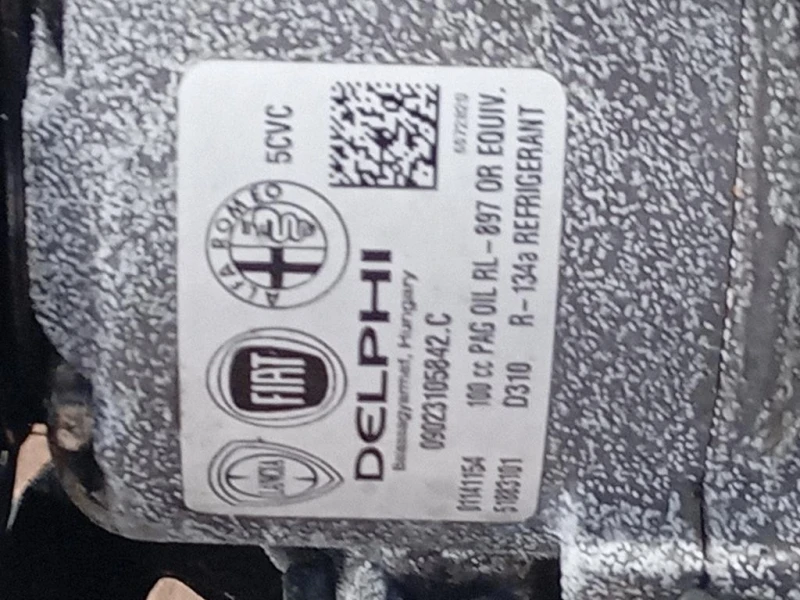 LANCIA
FIAT
ALFA ROMEO
5CVC
DELPHI
Balassagyarmat, Hungary
09023105842.C
01141154
100 cc PAG OIL RL-897 OR EQUIV.
51883101
D310
R-134a REFRIGERANT